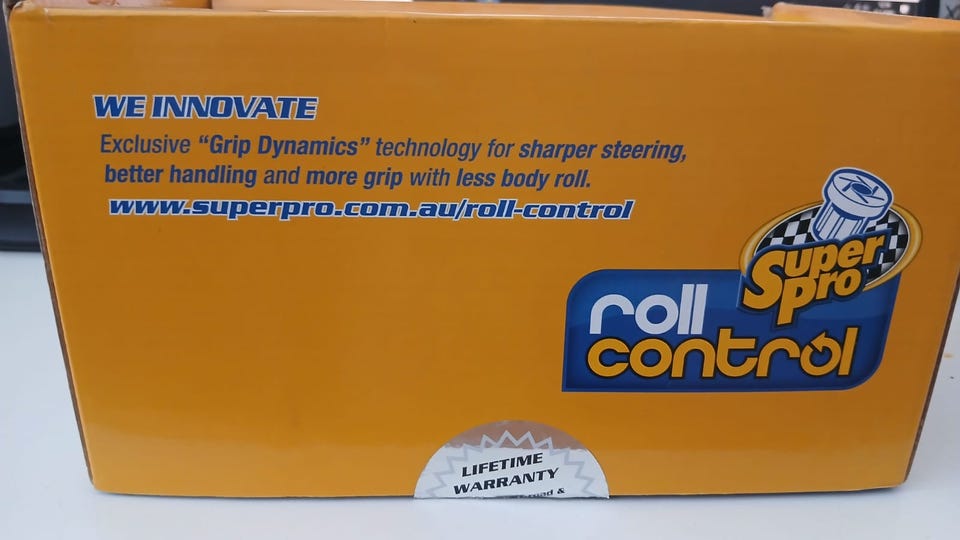 WE INNOVATE
Exclusive “Grip Dynamics” technology for sharper steering,
better handling and more grip with less body roll.
www.superpro.com.au/roll-control
Super
Pro
roll
control
LIFETIME
WARRANTY
road &